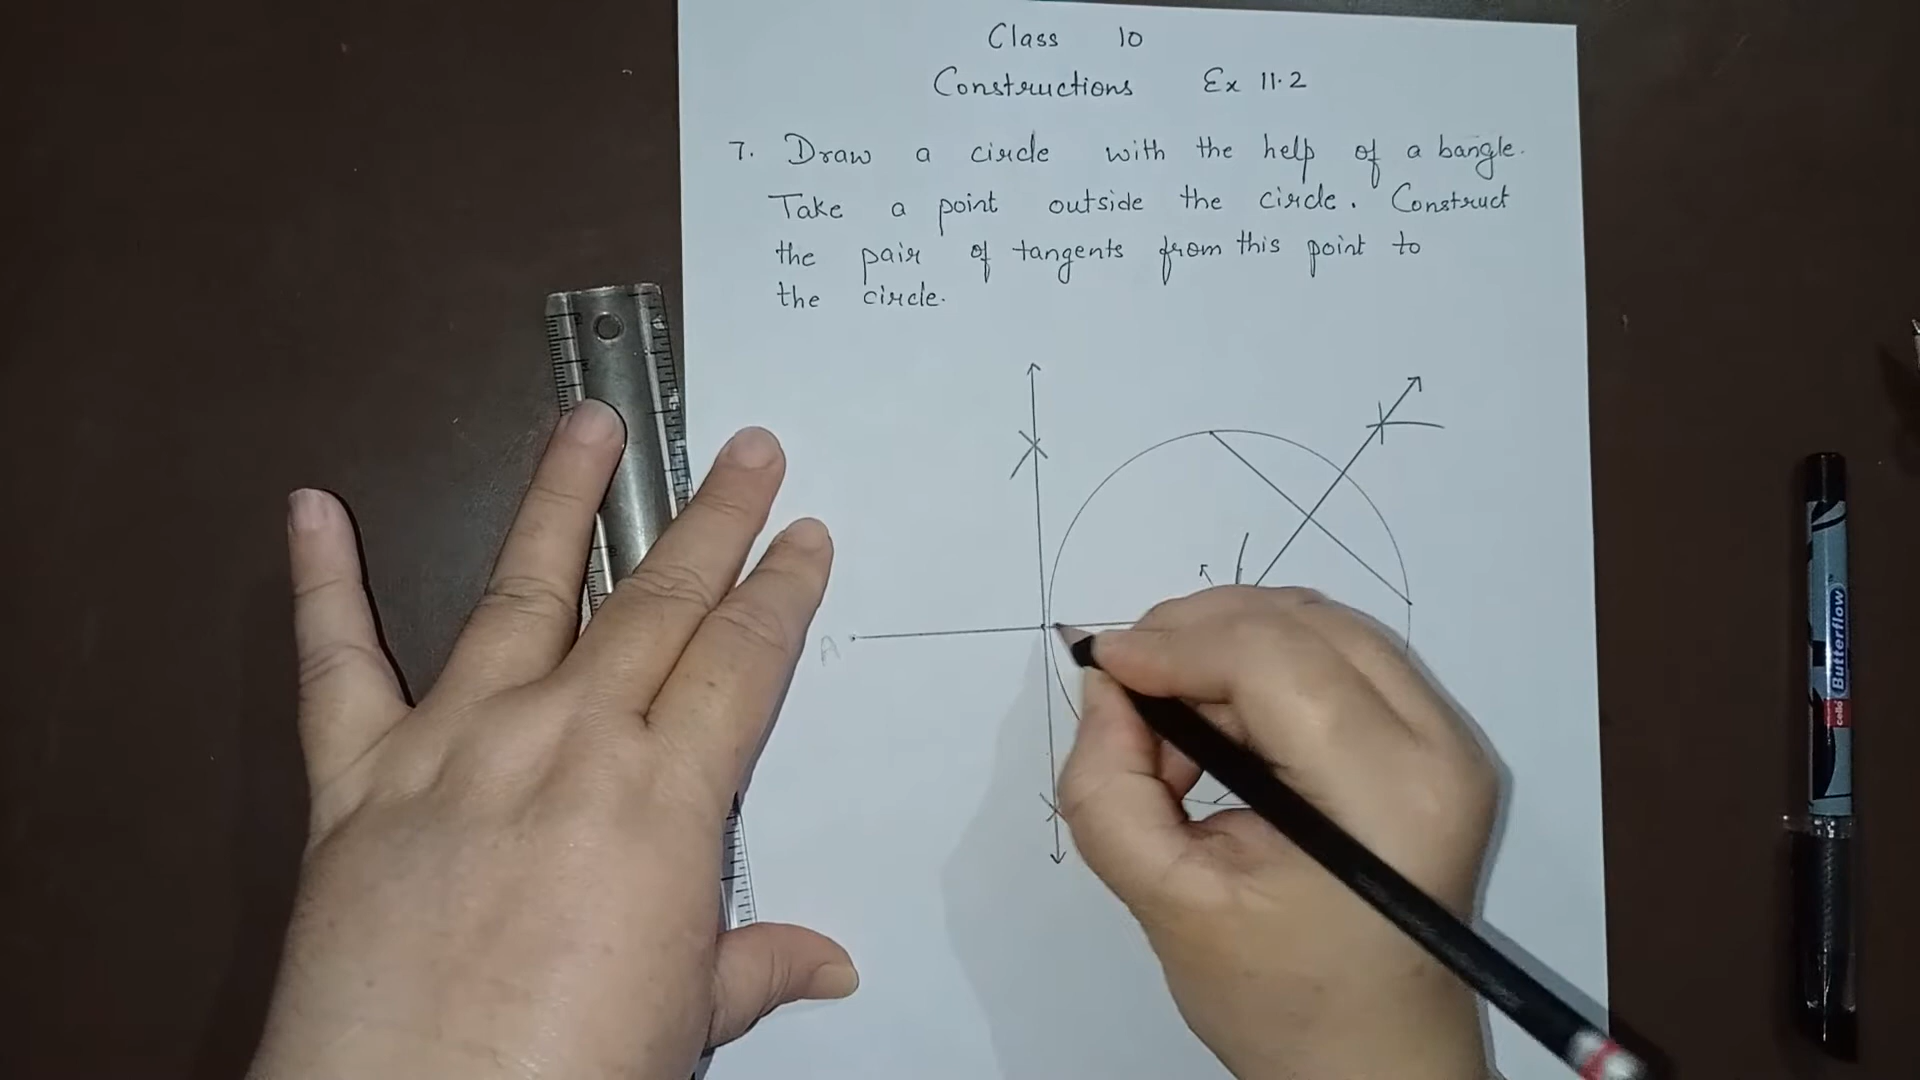 Class 10
Constructions Ex 11.2
7. Draw a circle with the help of a bangle.
Take a point outside the circle. Construct
the pair of tangents from this point to
the circle.
A
cello Butterflow